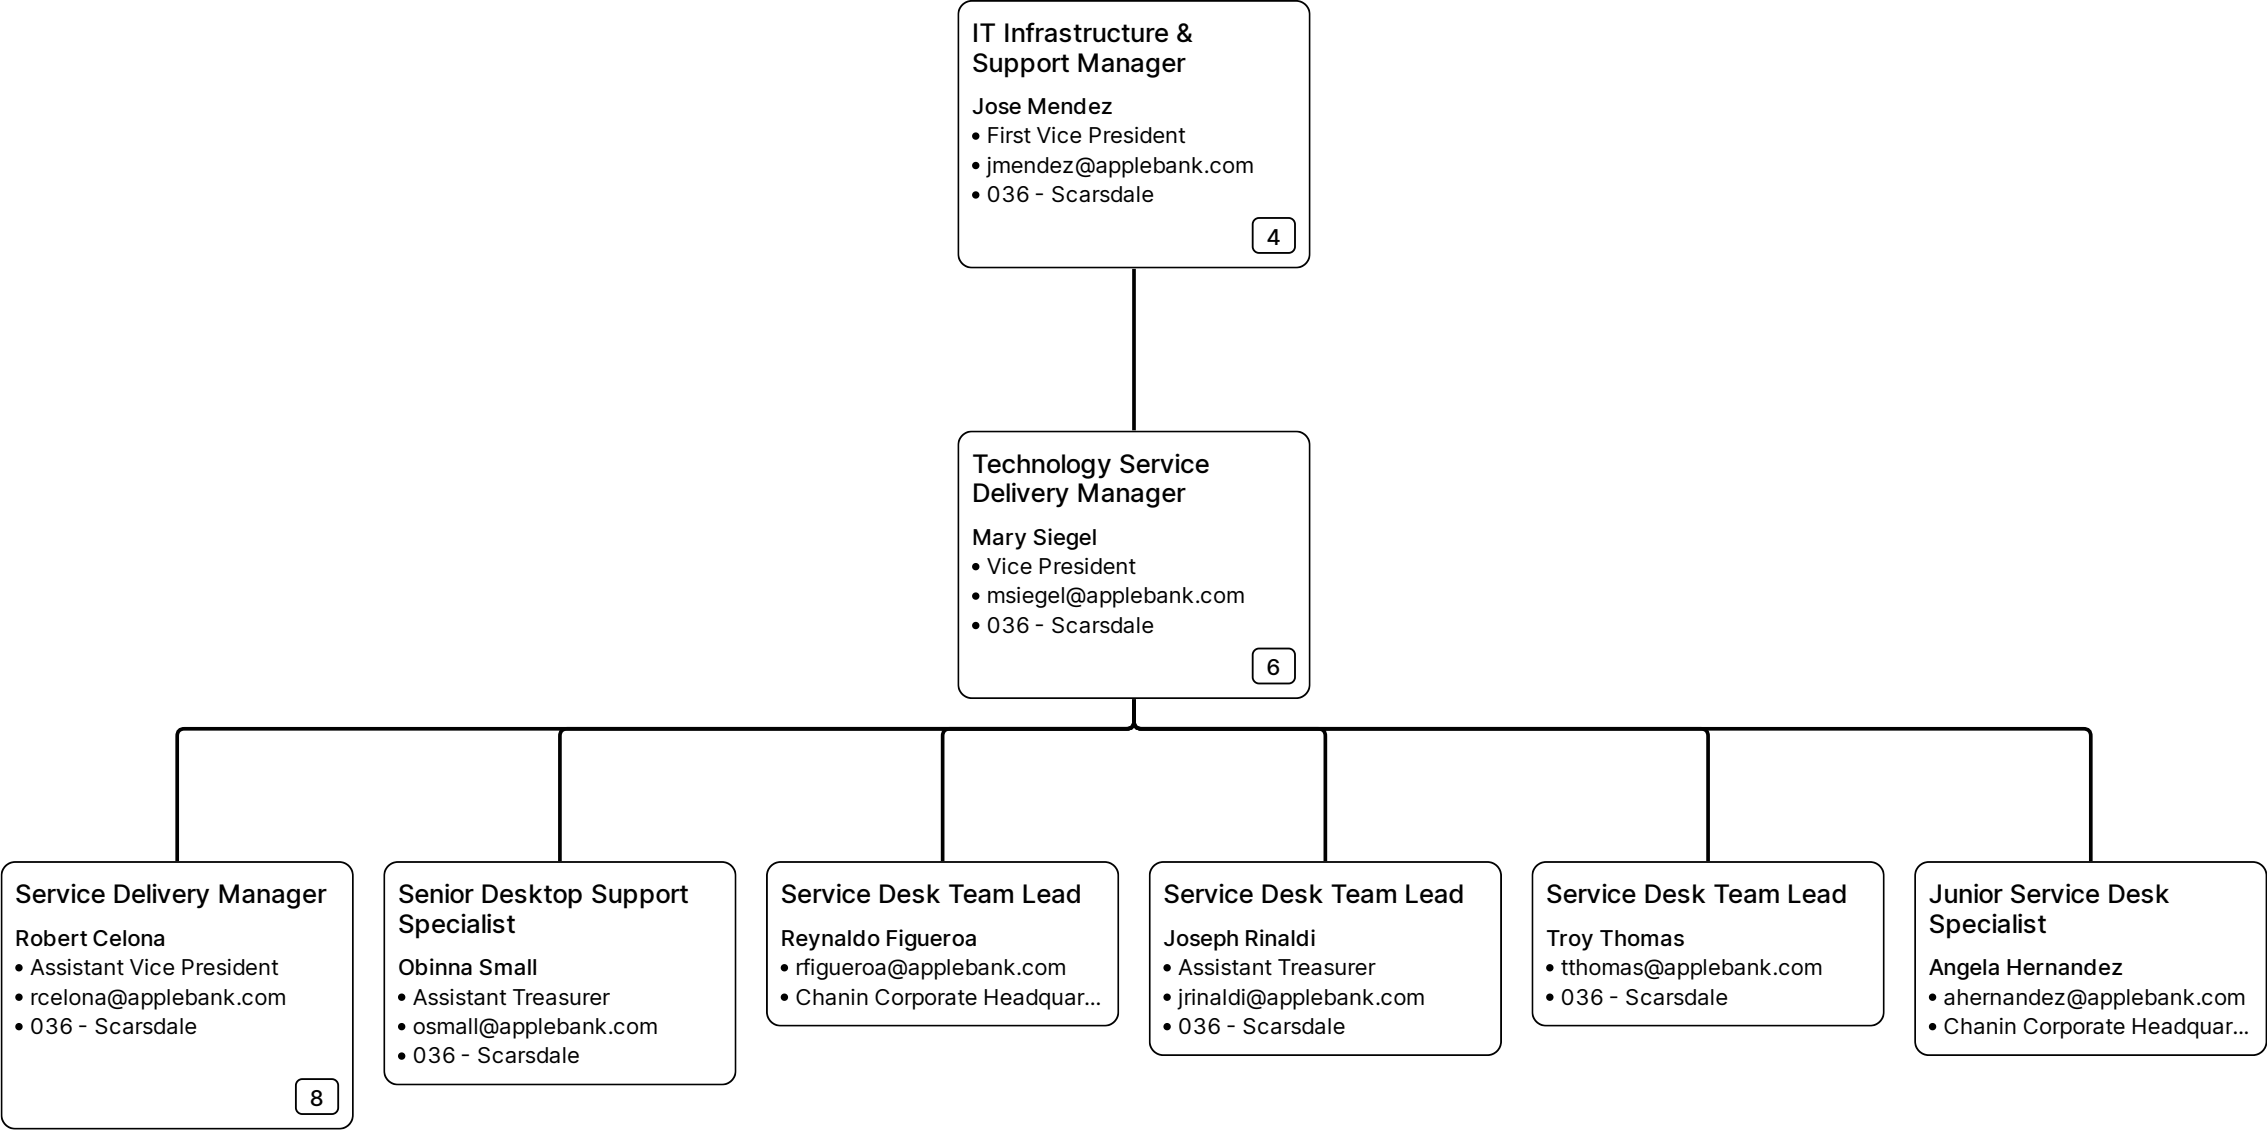 IT Infrastructure &
Support Manager
Jose Mendez
• First Vice President
• jmendez@applebank.com
• 036 - Scarsdale
4
Technology Service
Delivery Manager
Mary Siegel
• Vice President
• msiegel@applebank.com
• 036 - Scarsdale
6
Service Delivery Manager
Robert Celona
• Assistant Vice President
• rcelona@applebank.com
• 036 - Scarsdale
8
Senior Desktop Support
Specialist
Obinna Small
• Assistant Treasurer
• osmall@applebank.com
• 036 - Scarsdale
Service Desk Team Lead
Reynaldo Figueroa
• rfigueroa@applebank.com
• Chanin Corporate Headquar...
Service Desk Team Lead
Joseph Rinaldi
• Assistant Treasurer
• jrinaldi@applebank.com
• 036 - Scarsdale
Service Desk Team Lead
Troy Thomas
• tthomas@applebank.com
• 036 - Scarsdale
Junior Service Desk
Specialist
Angela Hernandez
• ahernandez@applebank.com
• Chanin Corporate Headquar...